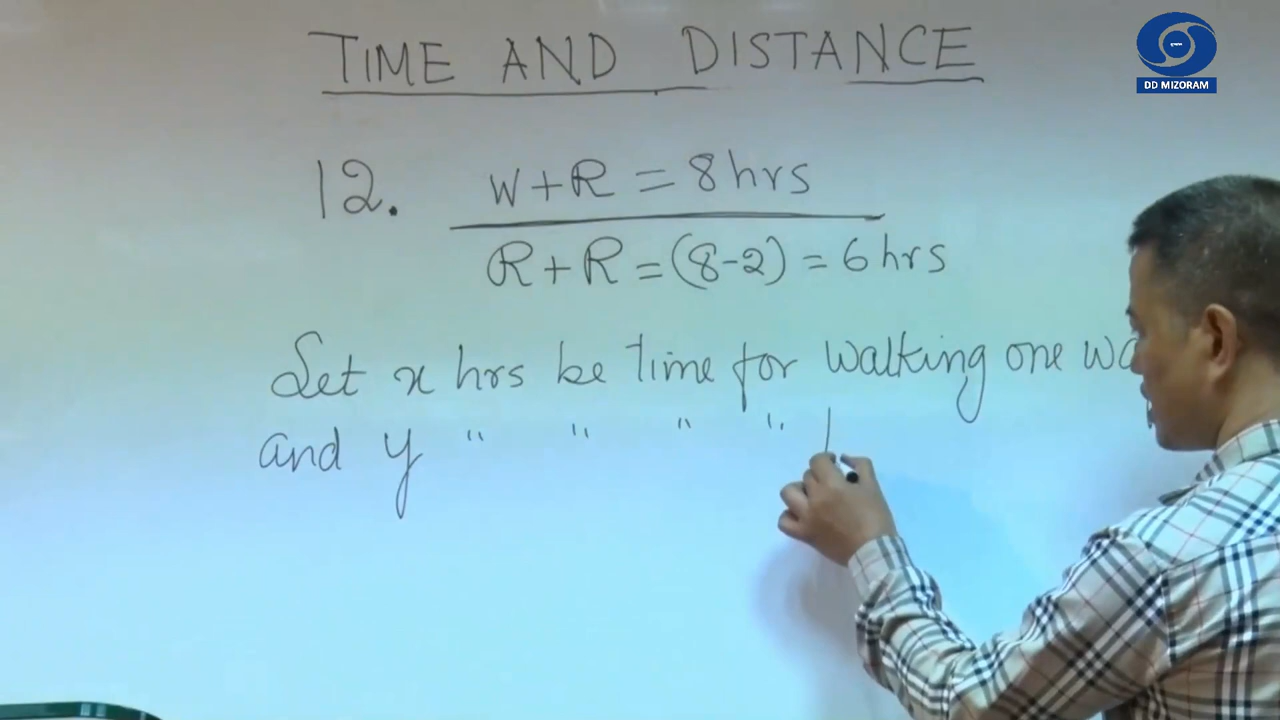 TIME AND DISTANCE
DD MIZORAM
12. W+R = 8 hrs
R+R = (8-2) = 6 hrs
Let x hrs be time for walking one
and y " " " "